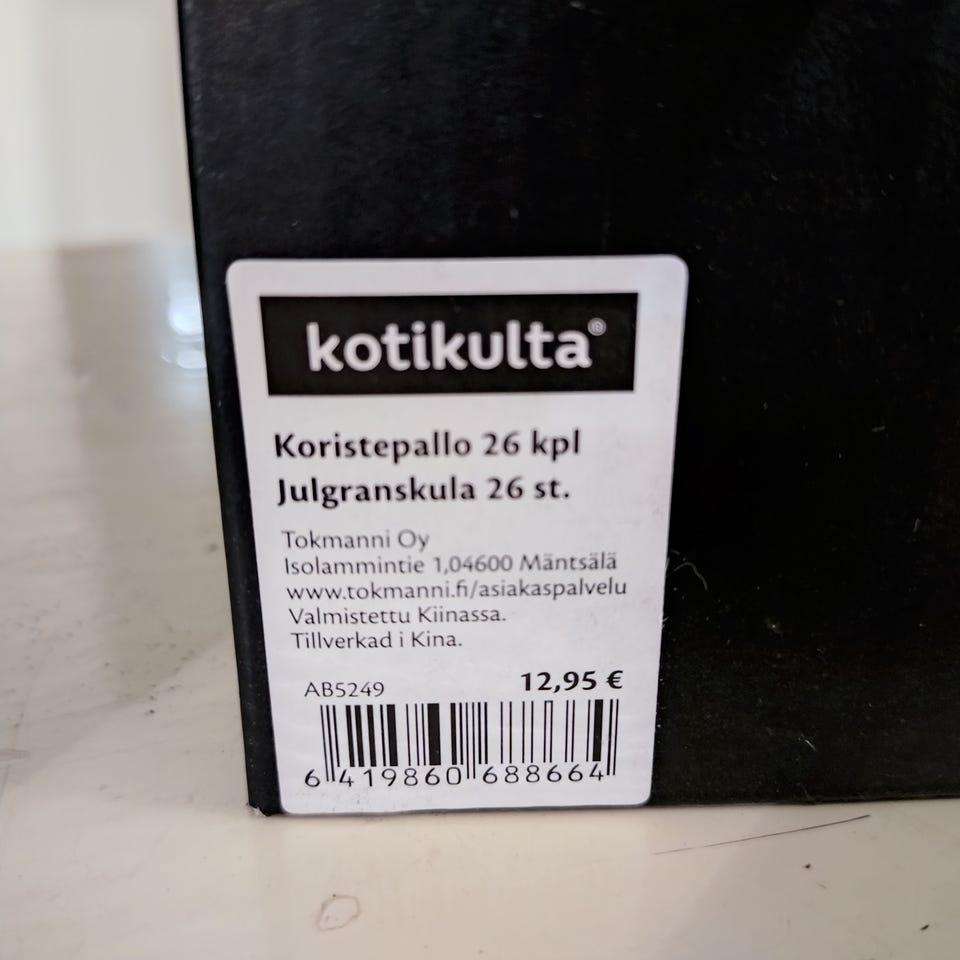 kotikulta®
Koristepallo 26 kpl
Julgranskula 26 st.
Tokmanni Oy
Isolammintie 1,04600 Mäntsälä
www.tokmanni.fi/asiakaspalvelu
Valmistettu Kiinassa.
Tillverkad i Kina.
AB5249 12,95 €
6 419860 688664